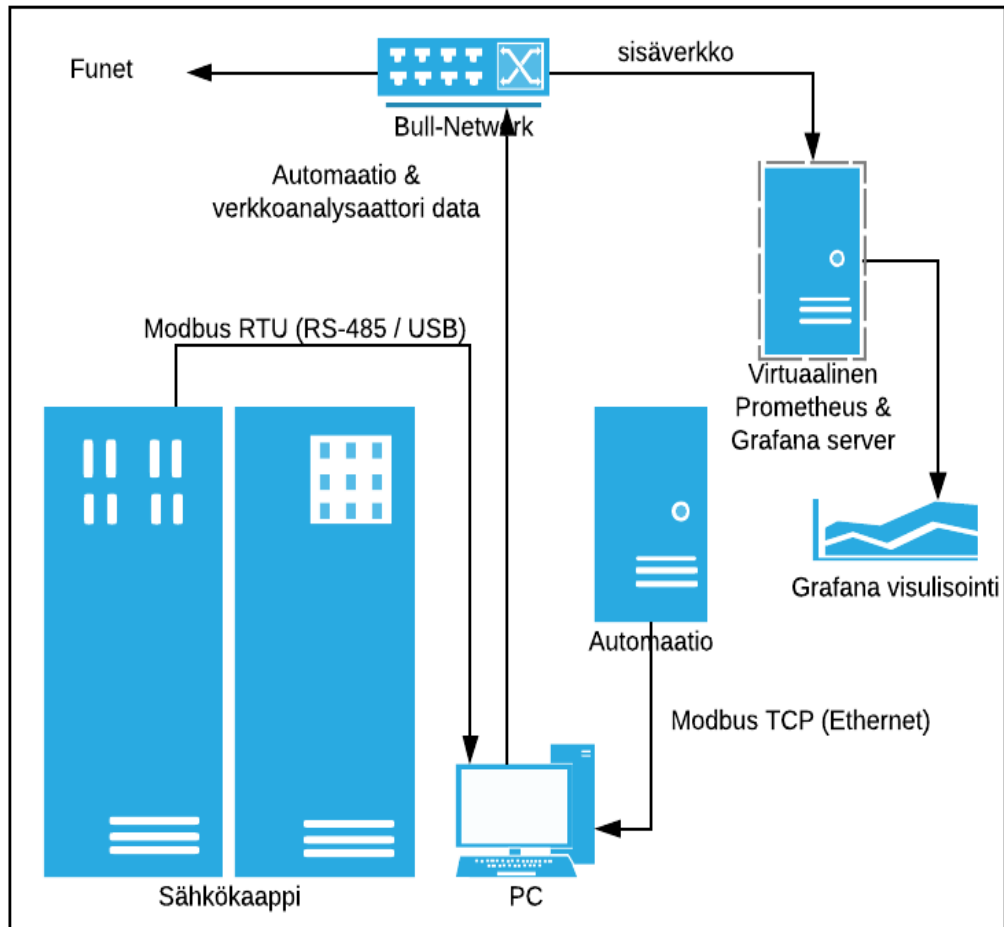 Funet
sisäverkko
Bull-Network
Automaatio &
verkkoanalysaattori data
Modbus RTU (RS-485 / USB)
Virtuaalinen
Prometheus &
Grafana server
Grafana visulisointi
Automaatio
Modbus TCP (Ethernet)
Sähkökaappi
PC